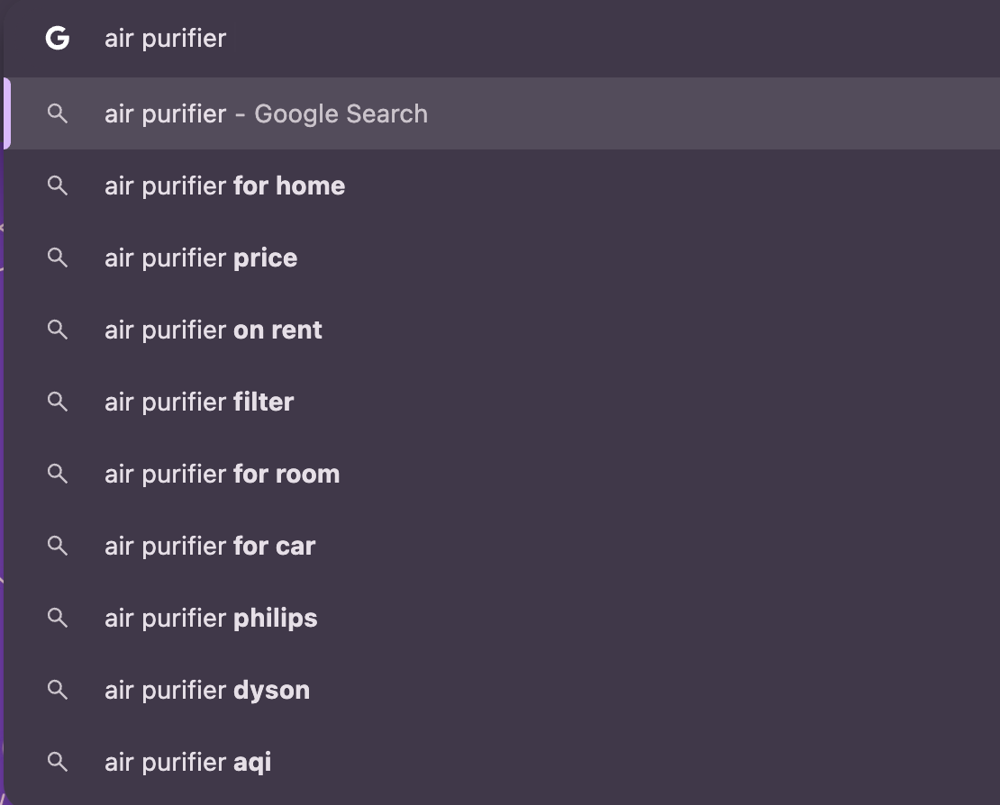 air purifier
air purifier - Google Search
air purifier for home
air purifier price
air purifier on rent
air purifier filter
air purifier for room
air purifier for car
air purifier philips
air purifier dyson
air purifier aqi